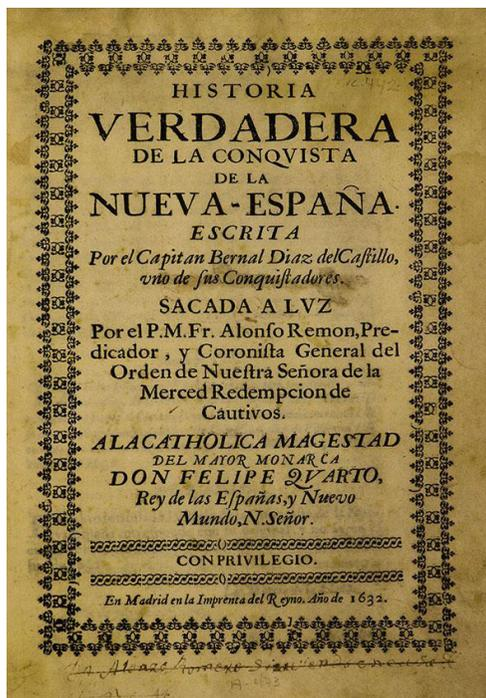 HISTORIA
VERDADERA
DE LA CONQVISTA
DE LA
NUEVA-ESPAÑA.
ESCRITA
Por el Capitan Bernal Diaz del Caſtillo,
vno de ſus Conquiſtadores.
SACADA A LVZ
Por el P.M.Fr. Alonſo Remon, Pre-
dicador, y Coroniſta General del
Orden de Nueſtra Señora de la
Merced Redempcion de
Cautivos.
A LA CATHOLICA MAGESTAD
DEL MAYOR MONARCA
DON FELIPE QVARTO,
Rey de las Eſpañas, y Nuevo
Mundo, N. Señor.
CON PRIVILEGIO.
En Madrid en la Imprenta del Reyno. Año de 1632.